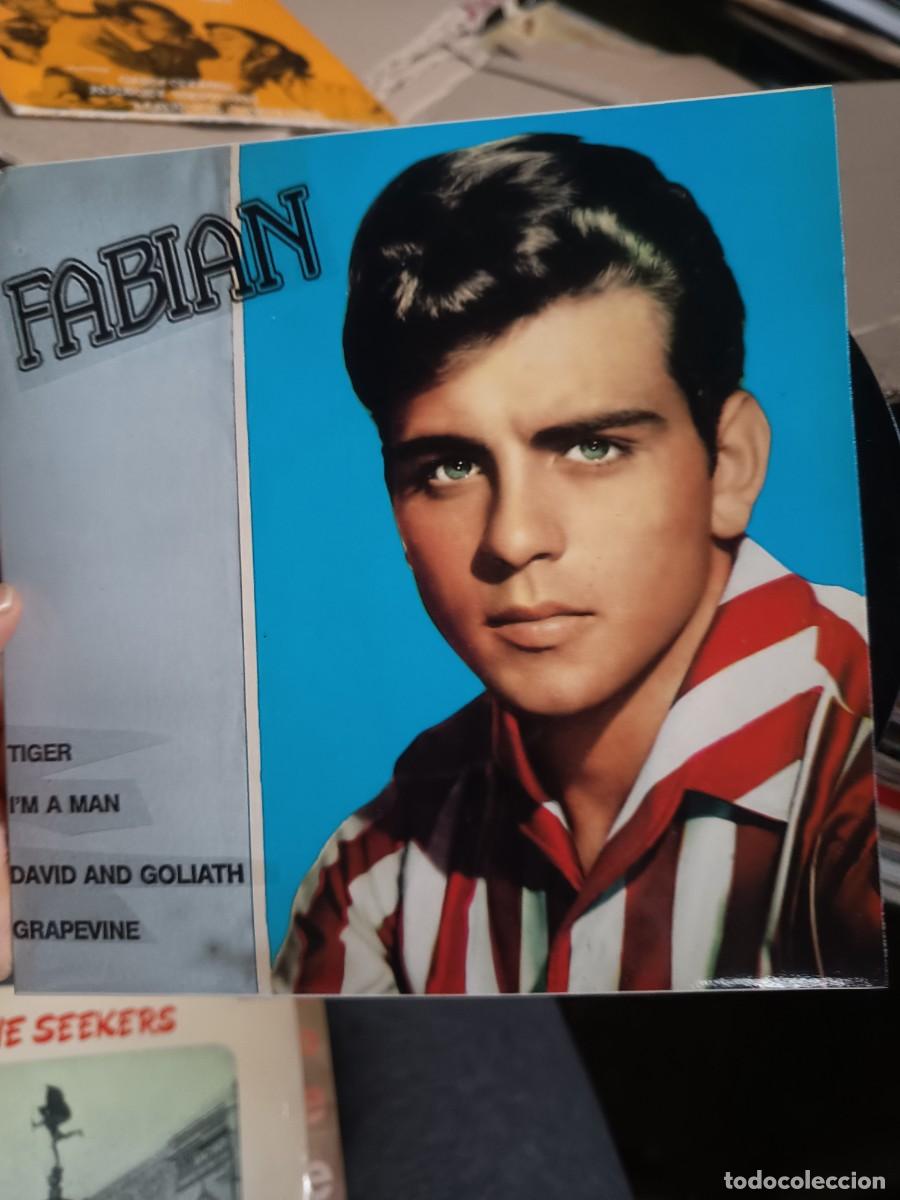 FABIAN
TIGER
I'M A MAN
DAVID AND GOLIATH
GRAPEVINE
SEEKERS
todocoleccion